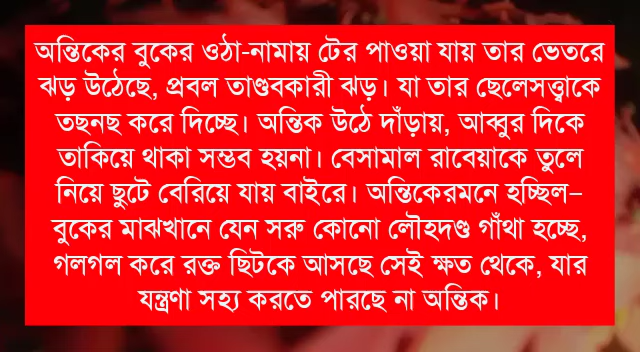 অন্তিকের বুকের ওঠা-নামায় টের পাওয়া যায় তার ভেতরে
ঝড় উঠেছে, প্রবল তাণ্ডবকারী ঝড়। যা তার ছেলেসত্ত্বাকে
তছনছ করে দিচ্ছে। অন্তিক উঠে দাঁড়ায়, আব্বুর দিকে
তাকিয়ে থাকা সম্ভব হয়না। বেসামাল রাবেয়াকে তুলে
নিয়ে ছুটে বেরিয়ে যায় বাইরে। অন্তিকেরমনে হচ্ছিল–
বুকের মাঝখানে যেন সরু কোনো লৌহদণ্ড গাঁথা হচ্ছে,
গলগল করে রক্ত ছিটকে আসছে সেই ক্ষত থেকে, যার
যন্ত্রণা সহ্য করতে পারছে না অন্তিক।